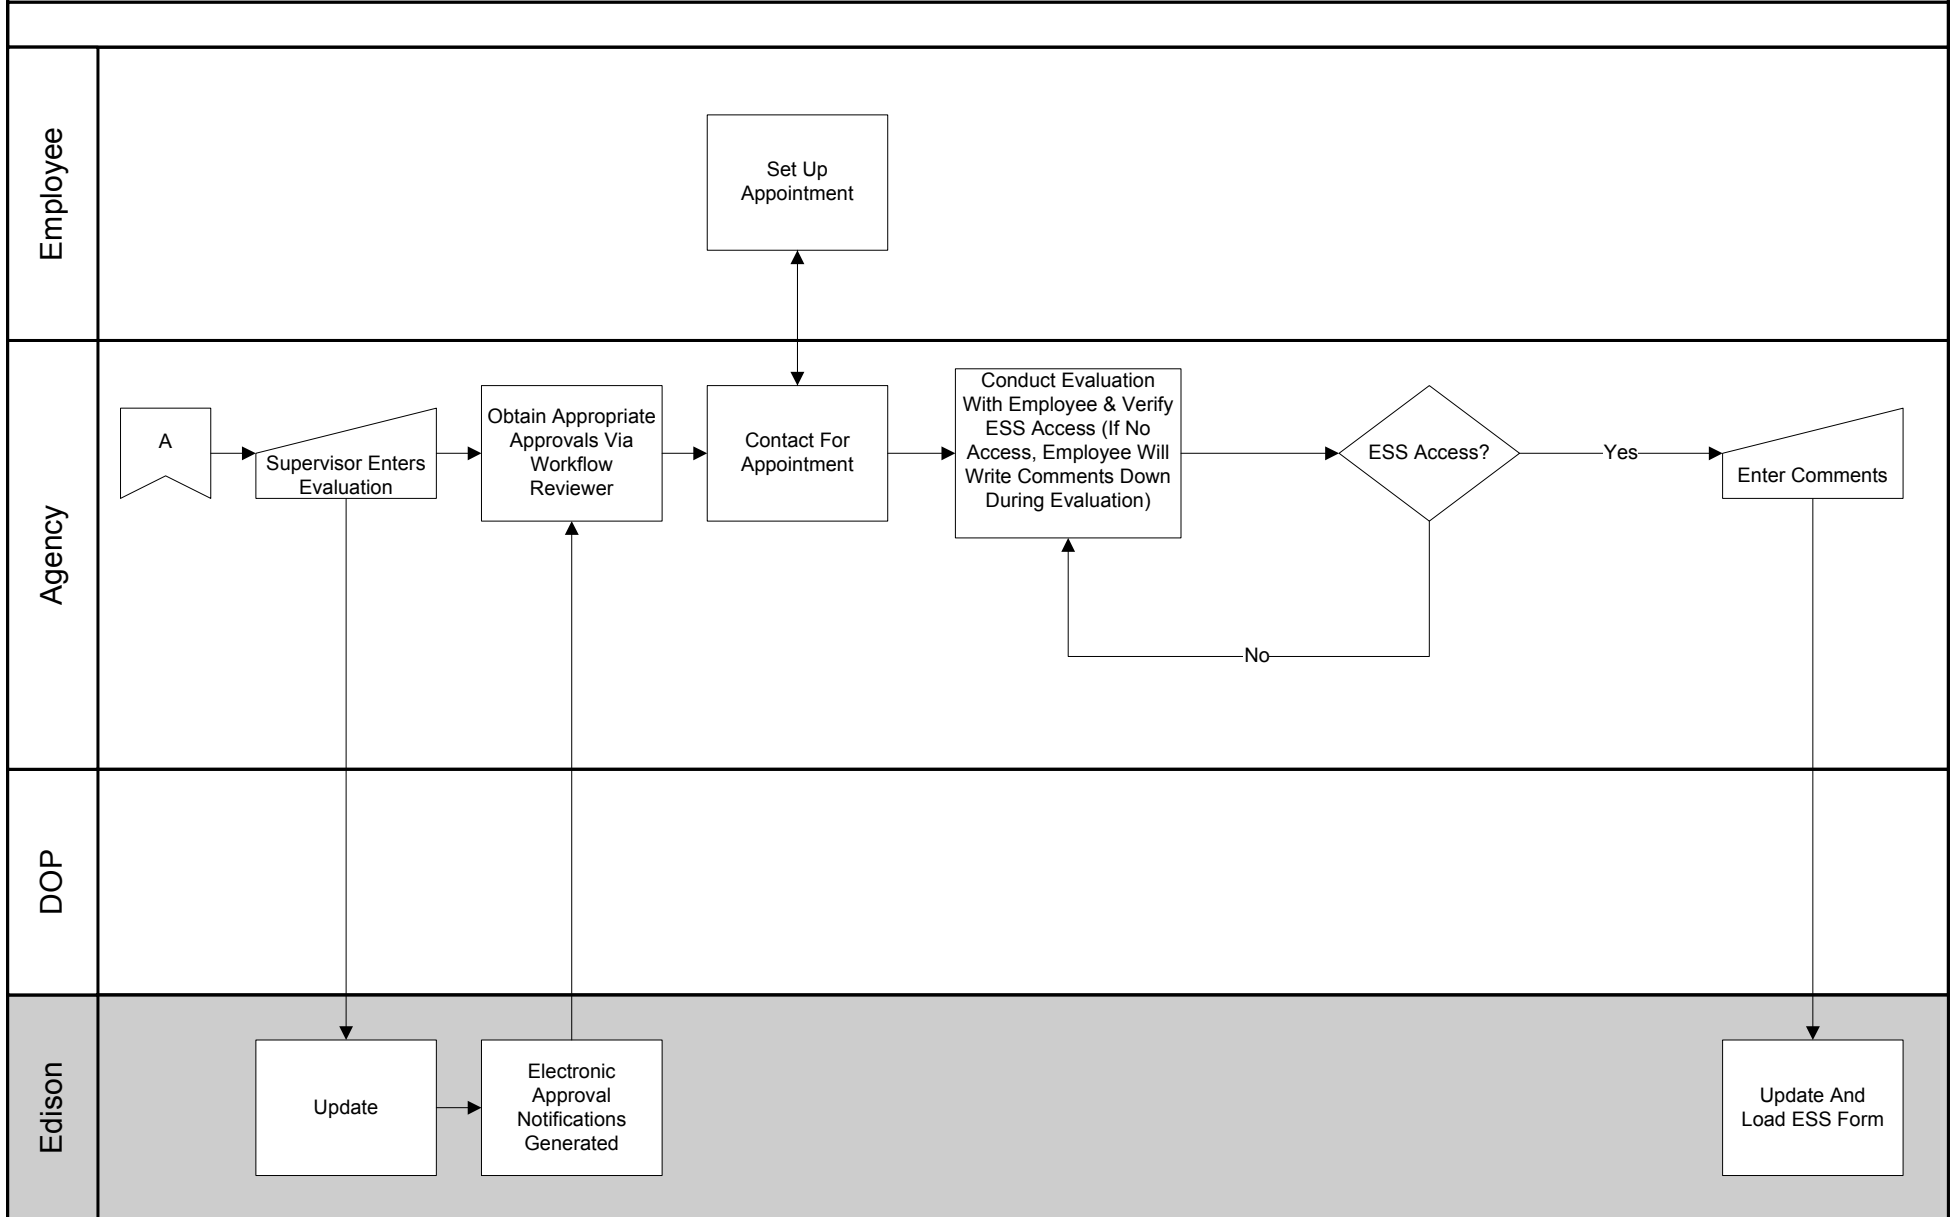 Employee
Set Up
Appointment
Agency
A
Supervisor Enters
Evaluation
Obtain Appropriate
Approvals Via
Workflow
Reviewer
Contact For
Appointment
Conduct Evaluation
With Employee & Verify
ESS Access (If No
Access, Employee Will
Write Comments Down
During Evaluation)
ESS Access?
Yes
Enter Comments
No
DOP
Edison
Update
Electronic
Approval
Notifications
Generated
Update And
Load ESS Form